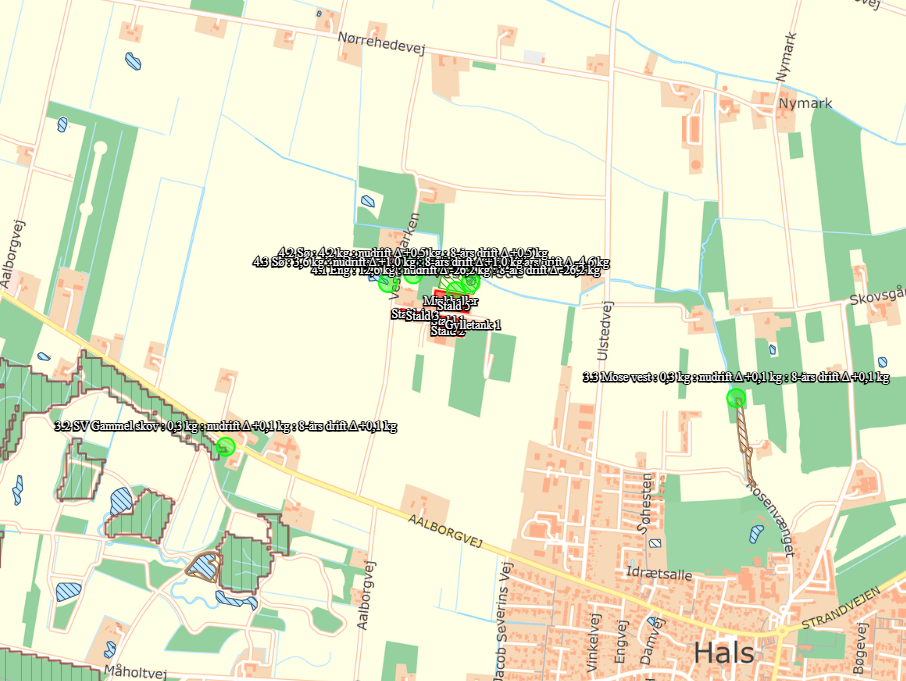 Nørrehedevej
B
Nymark
Nymark
Aalborgvej
Vestermarken
4.2 Sø : 4,2 kg : nudrift Δ +0,5 kg : 8-års drift Δ +0,5 kg
4.1 Eng : 12,6 kg : nudrift Δ -26,2 kg : 8-års drift Δ -26,2 kg
Stald 5
Stald 3
Gylletank 1
Stald 2
Skovsgår
Ulstedvej
3.3 Mose vest : 0,3 kg : nudrift Δ +0,1 kg : 8-års drift Δ +0,1 kg
3.2 SV Gammel skov : 0,3 kg : nudrift Δ +0,1 kg : 8-års drift Δ +0,1 kg
AALBORGVEJ
Søhesten
Rosenvænget
Idrætsalle
Aalborgvej
Jacob Severins Vej
Vinkelvej
Engvej
Damvej
STRANDVEJEN
Bøgevej
Hals
Måholtvej